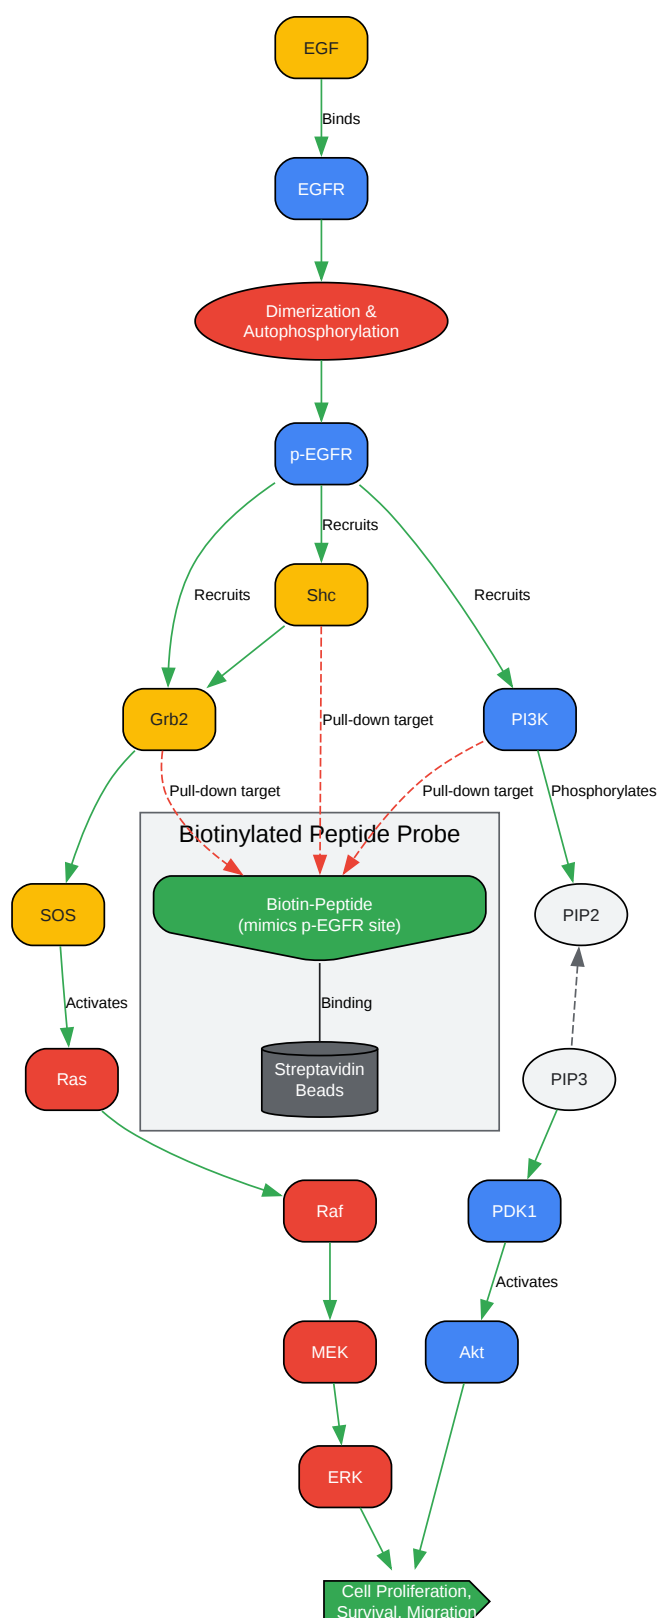 EGF
Binds
EGFR
Dimerization &
Autophosphorylation
p-EGFR
Recruits
Shc
Recruits
Recruits
Grb2
Pull-down target
PI3K
Pull-down target
Pull-down target
Phosphorylates
Biotinylated Peptide Probe
Biotin-Peptide
(mimics p-EGFR site)
SOS
PIP2
Activates
Binding
Streptavidin
Beads
Ras
PIP3
Raf
PDK1
Activates
MEK
Akt
ERK
Cell Proliferation,
Survival, Migration